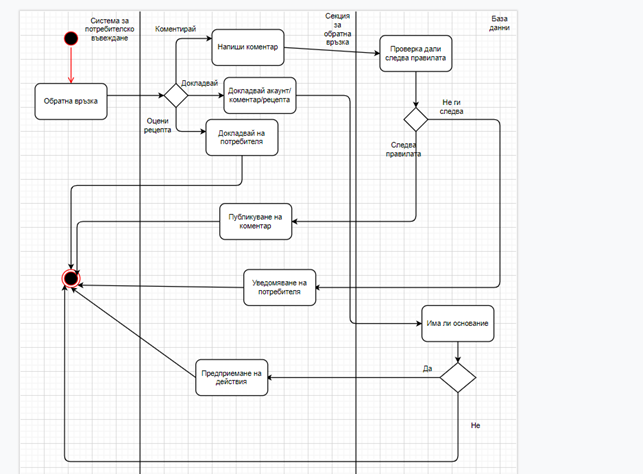 Система за
потребителско
въвеждане
Секция
за
обратна
връзка
База
данни
Коментирай
Напиши коментар
Проверка дали
следва правилата
Обратна връзка
Докладвай
Докладвай акаунт/
коментар/рецепта
Не ги
следва
Оцени
рецепта
Докладвай на
потребителя
Следва
правилата
Публикуване на
коментар
Уведомяване на
потребителя
Има ли основание
Да
Предприемане на
действия
Не